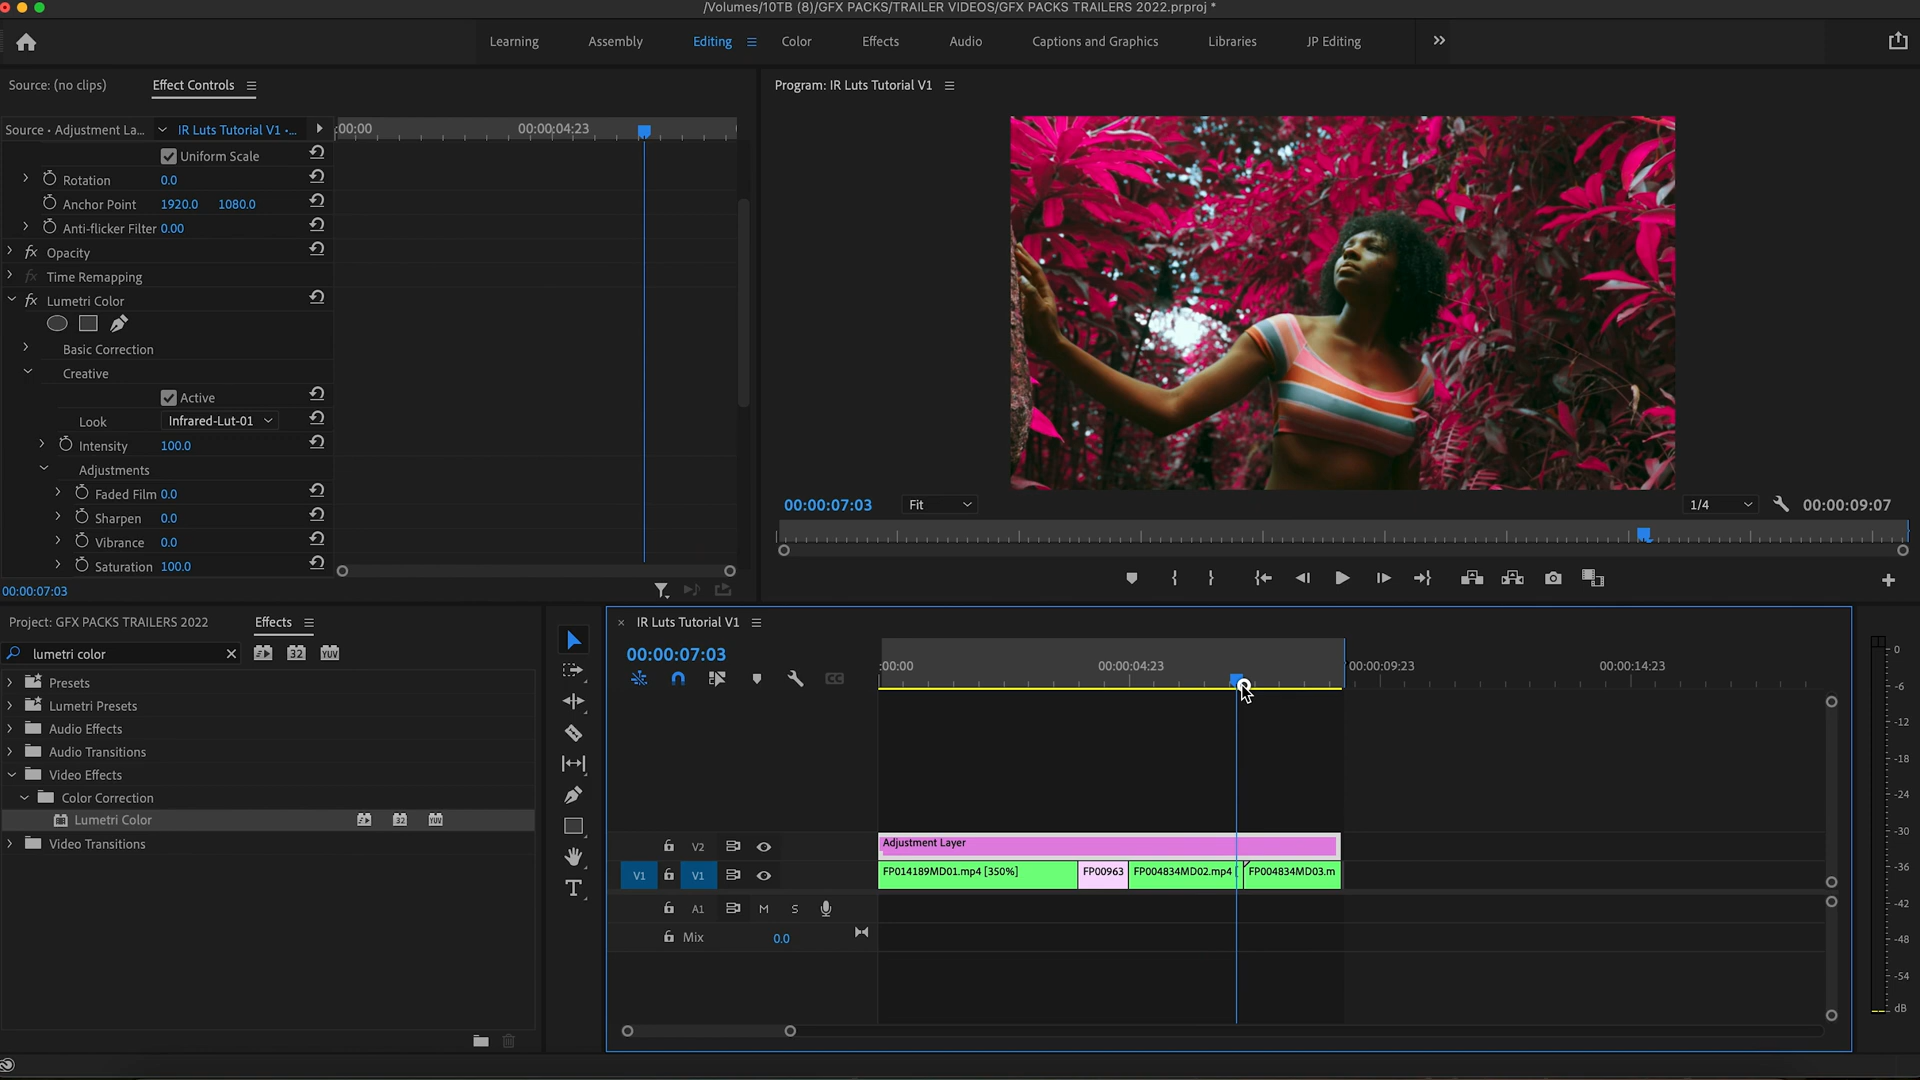 /Volumes/10TB (8)/GFX PACKS/TRAILER VIDEOS/GFX PACKS TRAILERS 2022.prproj *
Learning Assembly Editing Color Effects Audio Captions and Graphics Libraries JP Editing
Source: (no clips) Effect Controls
Program: IR Luts Tutorial V1
Source • Adjustment La... IR Luts Tutorial V1 •...
:00:00 00:00:04:23
Uniform Scale
Rotation 0.0
Anchor Point 1920.0 1080.0
Anti-flicker Filter 0.00
fx Opacity
fx Time Remapping
fx Lumetri Color
Basic Correction
Creative
Active
Look Infrared-Lut-01
Intensity 100.0
Adjustments
Faded Film 0.0
Sharpen 0.0
Vibrance 0.0
Saturation 100.0
00:00:07:03
00:00:07:03 Fit 1/4 00:00:09:07
Project: GFX PACKS TRAILERS 2022 Effects
lumetri color 32 YUV
Presets
Lumetri Presets
Audio Effects
Audio Transitions
Video Effects
Color Correction
Lumetri Color 32 YUV
Video Transitions
IR Luts Tutorial V1
00:00:07:03
CC
:00:00 00:00:04:23 00:00:09:23 00:00:14:23
V2
Adjustment Layer
V1 V1
FP014189MD01.mp4 [350%] FP00963 FP004834MD02.mp4 [ FP004834MD03.m
A1 M S
Mix 0.0
0
-6
-12
-18
-24
-30
-36
-42
-48
-54
dB